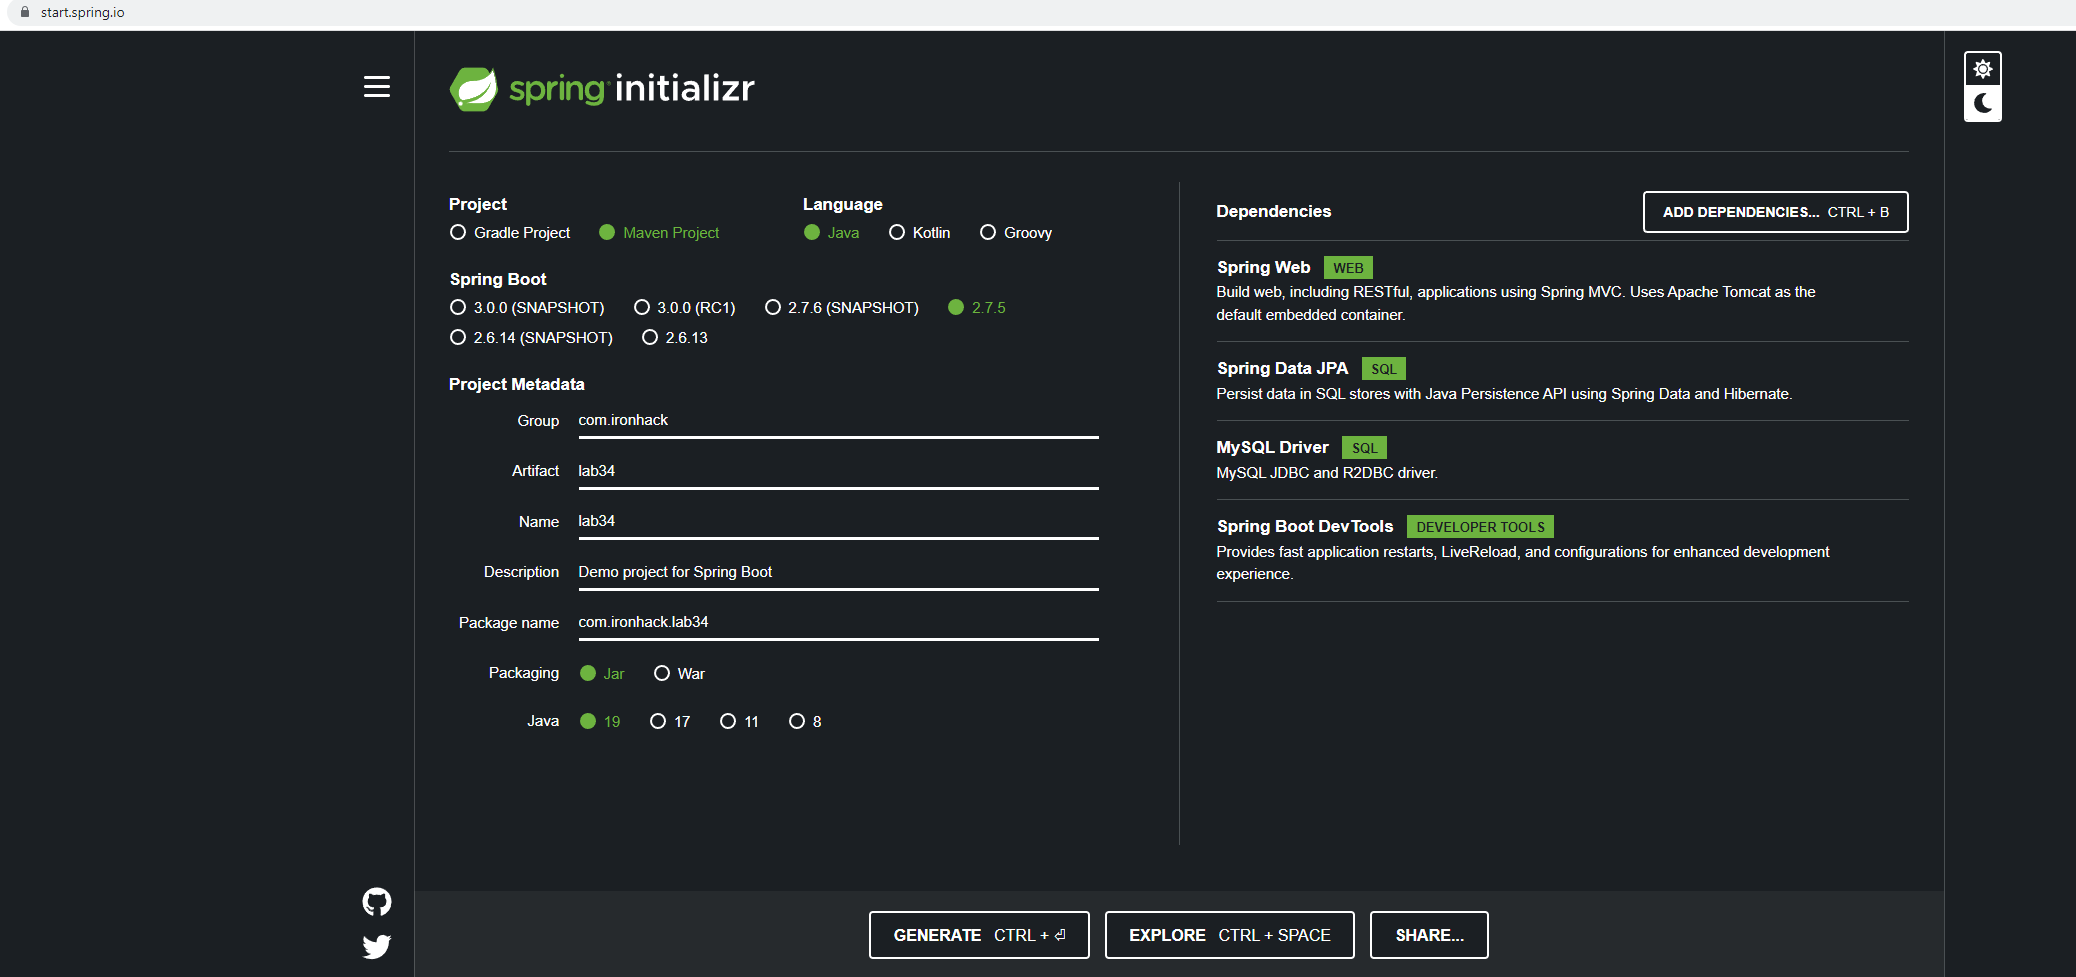 start.spring.io
spring initializr
Project
Gradle Project Maven Project
Language
Java Kotlin Groovy
Spring Boot
3.0.0 (SNAPSHOT) 3.0.0 (RC1) 2.7.6 (SNAPSHOT) 2.7.5
2.6.14 (SNAPSHOT) 2.6.13
Project Metadata
Group com.ironhack
Artifact lab34
Name lab34
Description Demo project for Spring Boot
Package name com.ironhack.lab34
Packaging Jar War
Java 19 17 11 8
Dependencies ADD DEPENDENCIES... CTRL + B
Spring Web WEB
Build web, including RESTful, applications using Spring MVC. Uses Apache Tomcat as the
default embedded container.
Spring Data JPA SQL
Persist data in SQL stores with Java Persistence API using Spring Data and Hibernate.
MySQL Driver SQL
MySQL JDBC and R2DBC driver.
Spring Boot DevTools DEVELOPER TOOLS
Provides fast application restarts, LiveReload, and configurations for enhanced development
experience.
GENERATE CTRL + ⏎ EXPLORE CTRL + SPACE SHARE...